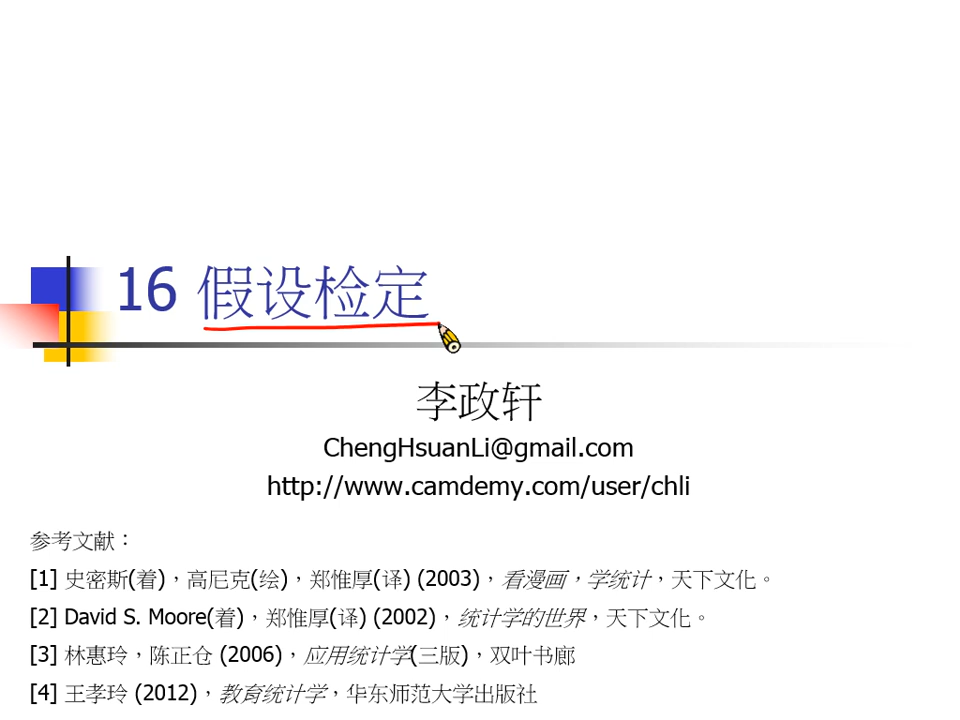 16 假设检定
李政轩
ChengHsuanLi@gmail.com
http://www.camdemy.com/user/chli
参考文献：
[1] 史密斯(着)，高尼克(绘)，郑惟厚(译) (2003)，看漫画，学统计，天下文化。
[2] David S. Moore(着)，郑惟厚(译) (2002)，统计学的世界，天下文化。
[3] 林惠玲，陈正仓 (2006)，应用统计学(三版)，双叶书廊
[4] 王孝玲 (2012)，教育统计学，华东师范大学出版社